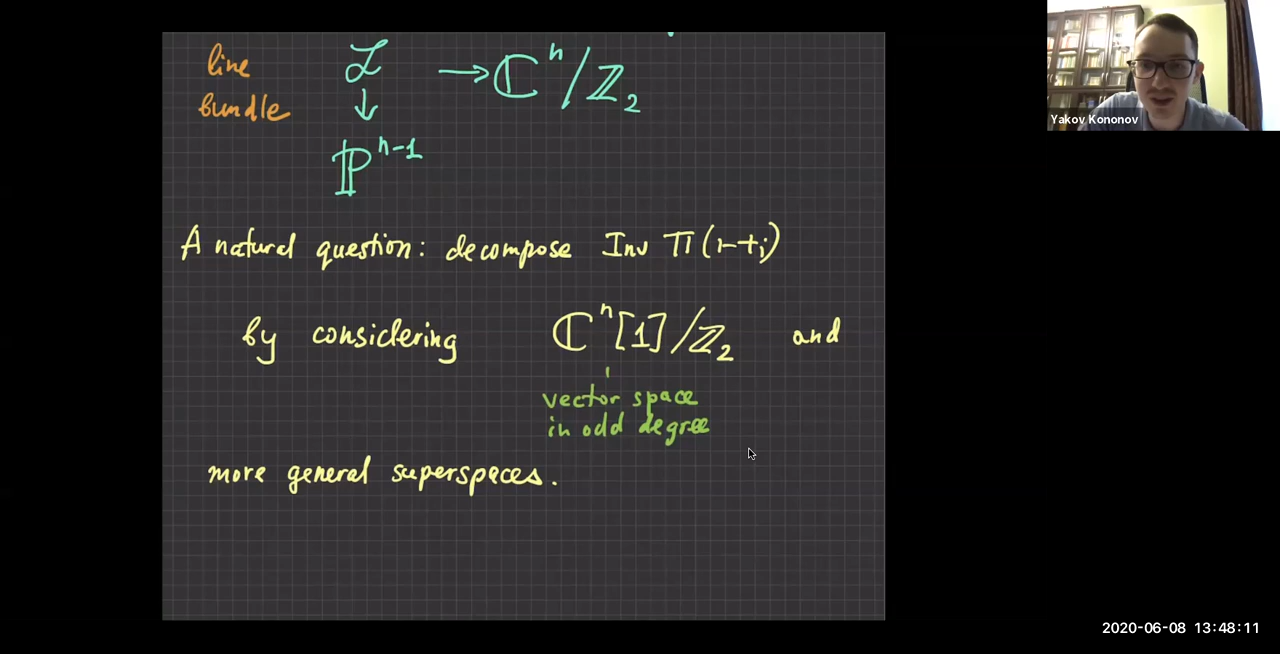 line 𝓛 → ℂⁿ/ℤ₂
bundle ↓
ℙⁿ⁻¹
A natural question: decompose Inv Π(1-tᵢ)
by considering ℂⁿ[1]/ℤ₂ and
vector space
in odd degree
more general superspaces.
Yakov Kononov
2020-06-08 13:48:11